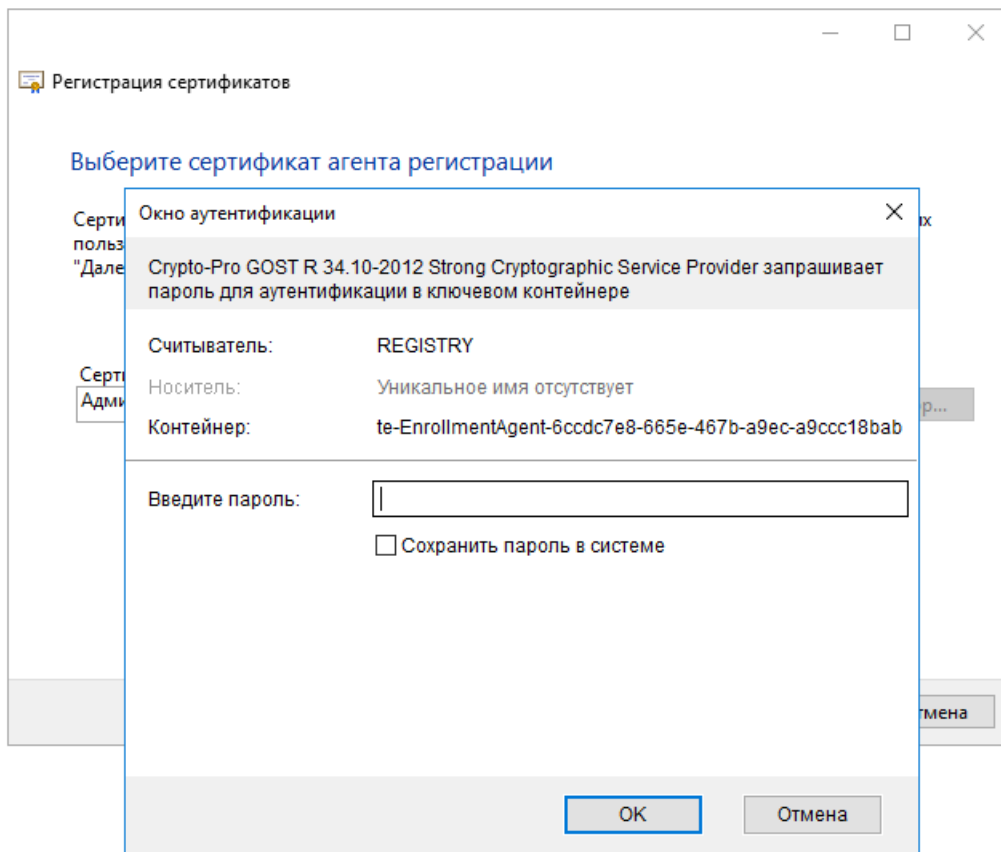 Регистрация сертификатов
Выберите сертификат агента регистрации
Окно аутентификации
Crypto-Pro GOST R 34.10-2012 Strong Cryptographic Service Provider запрашивает
пароль для аутентификации в ключевом контейнере
Считыватель: REGISTRY
Носитель: Уникальное имя отсутствует
Контейнер: te-EnrollmentAgent-6ccdc7e8-665e-467b-a9ec-a9ccc18bab
Введите пароль:
Сохранить пароль в системе
OK Отмена